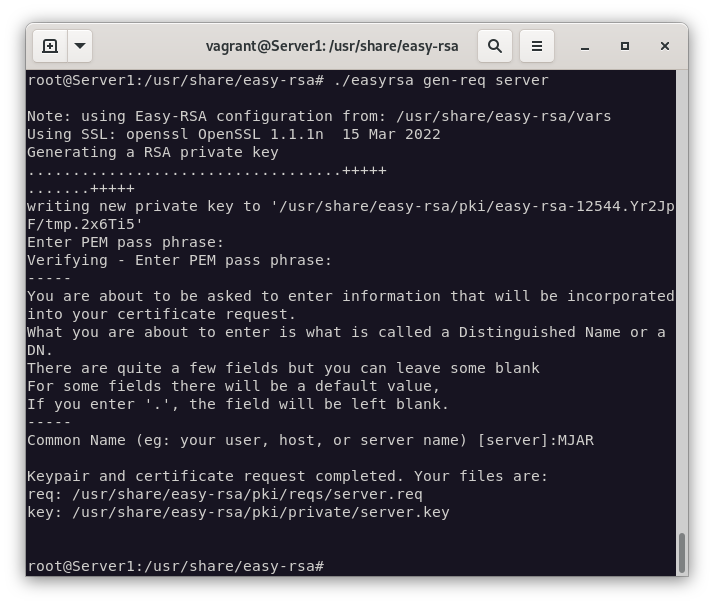 vagrant@Server1: /usr/share/easy-rsa
root@Server1:/usr/share/easy-rsa# ./easyrsa gen-req server
Note: using Easy-RSA configuration from: /usr/share/easy-rsa/vars
Using SSL: openssl OpenSSL 1.1.1n  15 Mar 2022
Generating a RSA private key
...................................+++++
.......+++++
writing new private key to '/usr/share/easy-rsa/pki/easy-rsa-12544.Yr2Jp
F/tmp.2x6Ti5'
Enter PEM pass phrase:
Verifying - Enter PEM pass phrase:
-----
You are about to be asked to enter information that will be incorporated
into your certificate request.
What you are about to enter is what is called a Distinguished Name or a
DN.
There are quite a few fields but you can leave some blank
For some fields there will be a default value,
If you enter '.', the field will be left blank.
-----
Common Name (eg: your user, host, or server name) [server]:MJAR
Keypair and certificate request completed. Your files are:
req: /usr/share/easy-rsa/pki/reqs/server.req
key: /usr/share/easy-rsa/pki/private/server.key
root@Server1:/usr/share/easy-rsa#